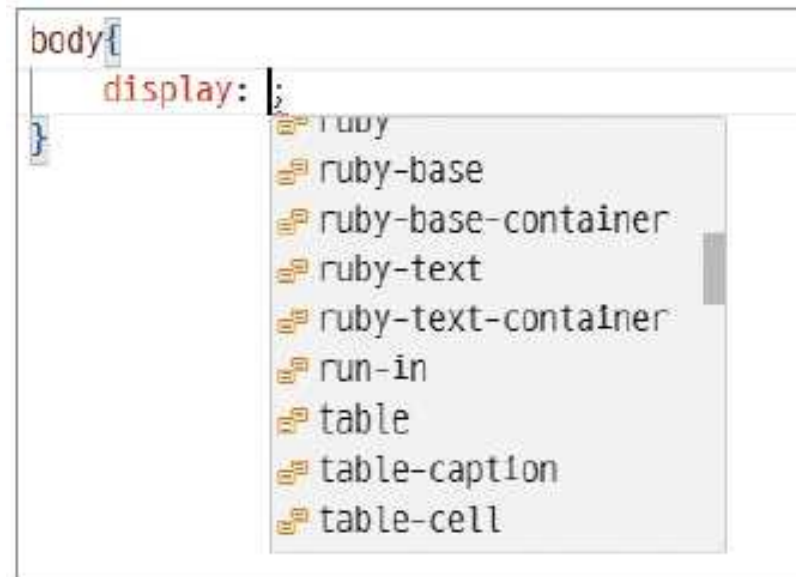 body{
display: ;
}
ruby
ruby-base
ruby-base-container
ruby-text
ruby-text-container
run-in
table
table-caption
table-cell